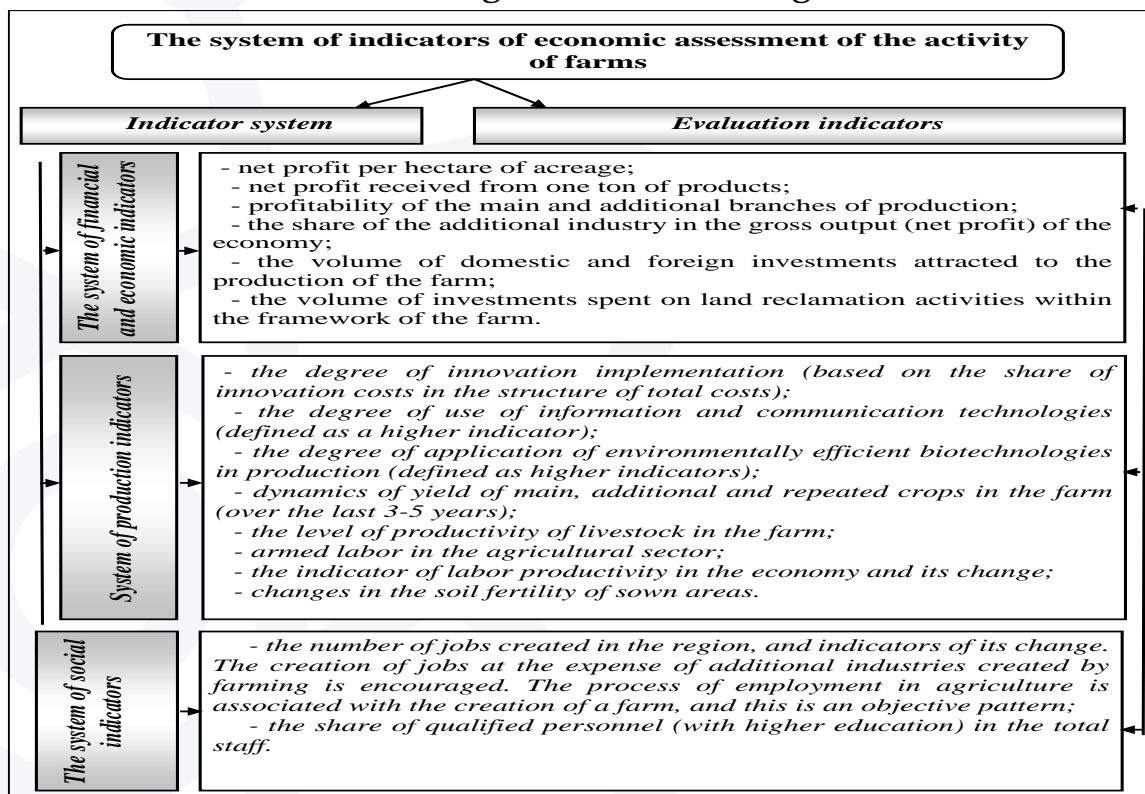 The system of indicators of economic assessment of the activity
of farms
Indicator system
Evaluation indicators
The system of financial
and economic indicators
- net profit per hectare of acreage;
- net profit received from one ton of products;
- profitability of the main and additional branches of production;
- the share of the additional industry in the gross output (net profit) of the
economy;
- the volume of domestic and foreign investments attracted to the
production of the farm;
- the volume of investments spent on land reclamation activities within
the framework of the farm.
System of production indicators
- the degree of innovation implementation (based on the share of
innovation costs in the structure of total costs);
- the degree of use of information and communication technologies
(defined as a higher indicator);
- the degree of application of environmentally efficient biotechnologies
in production (defined as higher indicators);
- dynamics of yield of main, additional and repeated crops in the farm
(over the last 3-5 years);
- the level of productivity of livestock in the farm;
- armed labor in the agricultural sector;
- the indicator of labor productivity in the economy and its change;
- changes in the soil fertility of sown areas.
The system of social
indicators
- the number of jobs created in the region, and indicators of its change.
The creation of jobs at the expense of additional industries created by
farming is encouraged. The process of employment in agriculture is
associated with the creation of a farm, and this is an objective pattern;
- the share of qualified personnel (with higher education) in the total
staff.